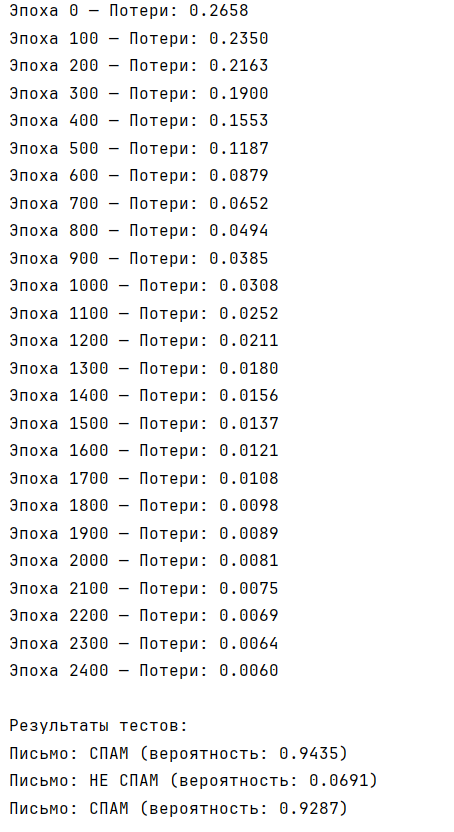 Эпоха 0 — Потери: 0.2658
Эпоха 100 — Потери: 0.2350
Эпоха 200 — Потери: 0.2163
Эпоха 300 — Потери: 0.1900
Эпоха 400 — Потери: 0.1553
Эпоха 500 — Потери: 0.1187
Эпоха 600 — Потери: 0.0879
Эпоха 700 — Потери: 0.0652
Эпоха 800 — Потери: 0.0494
Эпоха 900 — Потери: 0.0385
Эпоха 1000 — Потери: 0.0308
Эпоха 1100 — Потери: 0.0252
Эпоха 1200 — Потери: 0.0211
Эпоха 1300 — Потери: 0.0180
Эпоха 1400 — Потери: 0.0156
Эпоха 1500 — Потери: 0.0137
Эпоха 1600 — Потери: 0.0121
Эпоха 1700 — Потери: 0.0108
Эпоха 1800 — Потери: 0.0098
Эпоха 1900 — Потери: 0.0089
Эпоха 2000 — Потери: 0.0081
Эпоха 2100 — Потери: 0.0075
Эпоха 2200 — Потери: 0.0069
Эпоха 2300 — Потери: 0.0064
Эпоха 2400 — Потери: 0.0060
Результаты тестов:
Письмо: СПАМ (вероятность: 0.9435)
Письмо: НЕ СПАМ (вероятность: 0.0691)
Письмо: СПАМ (вероятность: 0.9287)